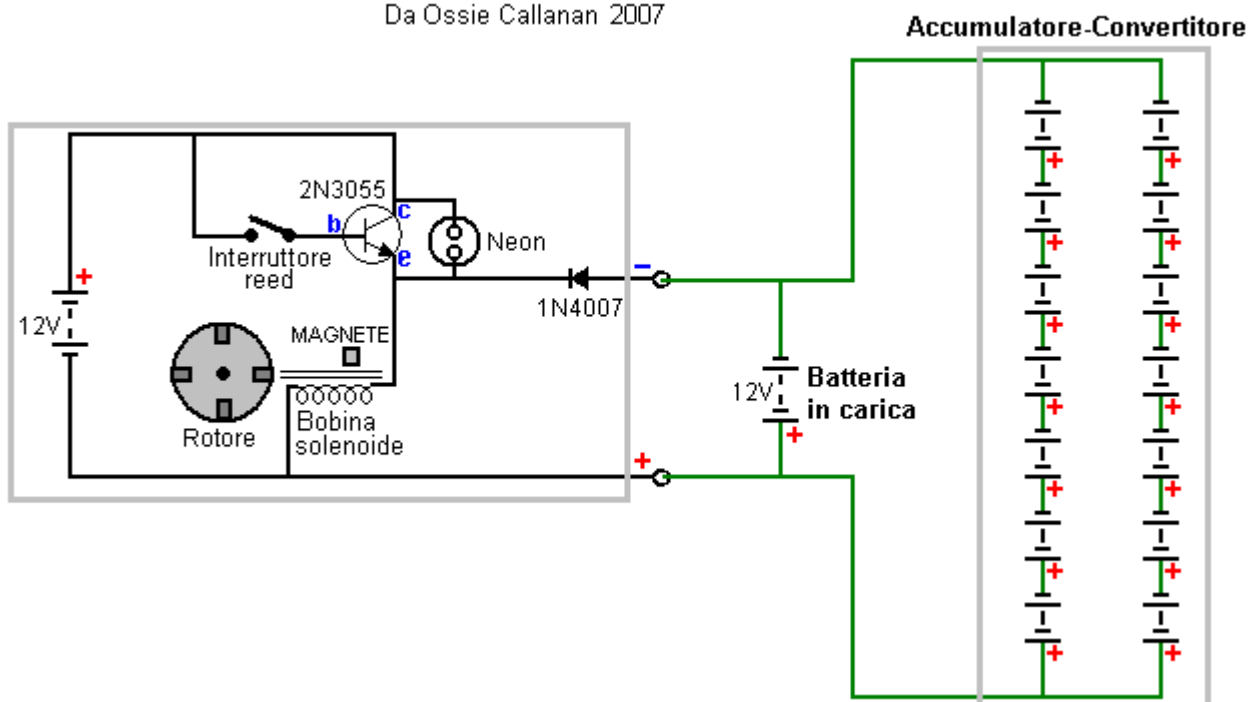 Da Ossie Callanan 2007
Accumulatore-Convertitore
2N3055
b
c
e
Neon
Interruttore
reed
1N4007
−
+
12V
MAGNETE
Rotore
Bobina
solenoide
+
12V
Batteria
in carica
+
+ +
+ +
+ +
+ +
+ +
+ +
+ +